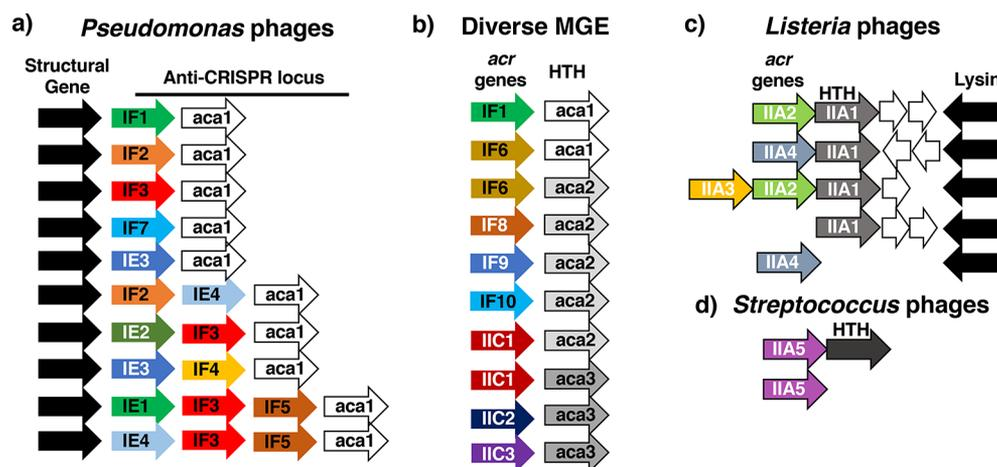 a) Pseudomonas phages
Structural
Gene
Anti-CRISPR locus
IF1 aca1
IF2 aca1
IF3 aca1
IF7 aca1
IE3 aca1
IF2 IE4 aca1
IE2 IF3 aca1
IE3 IF4 aca1
IE1 IF3 IF5 aca1
IE4 IF3 IF5 aca1
b) Diverse MGE
acr
genes
HTH
IF1 aca1
IF6 aca1
IF6 aca2
IF8 aca2
IF9 aca2
IF10 aca2
IIC1 aca2
IIC1 aca3
IIC2 aca3
IIC3 aca3
c) Listeria phages
acr
genes
HTH
Lysin
IIA2 IIA1
IIA4 IIA1
IIA3 IIA2 IIA1
IIA1
IIA4
d) Streptococcus phages
HTH
IIA5
IIA5